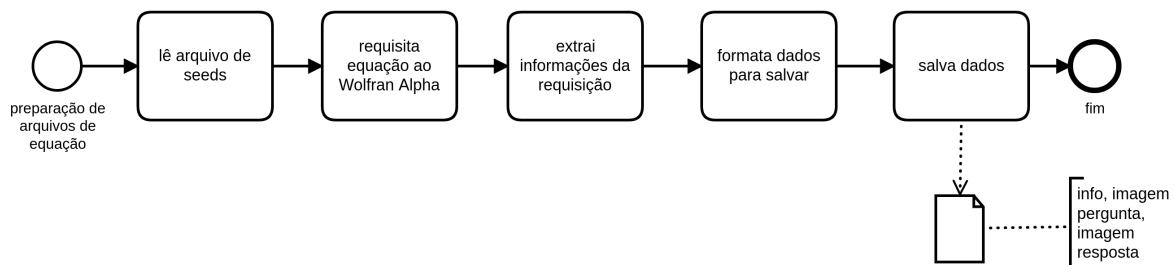 preparação de
arquivos de
equação
lê arquivo de
seeds
requisita
equação ao
Wolfran Alpha
extrai
informações da
requisição
formata dados
para salvar
salva dados
fim
info, imagem
pergunta,
imagem
resposta